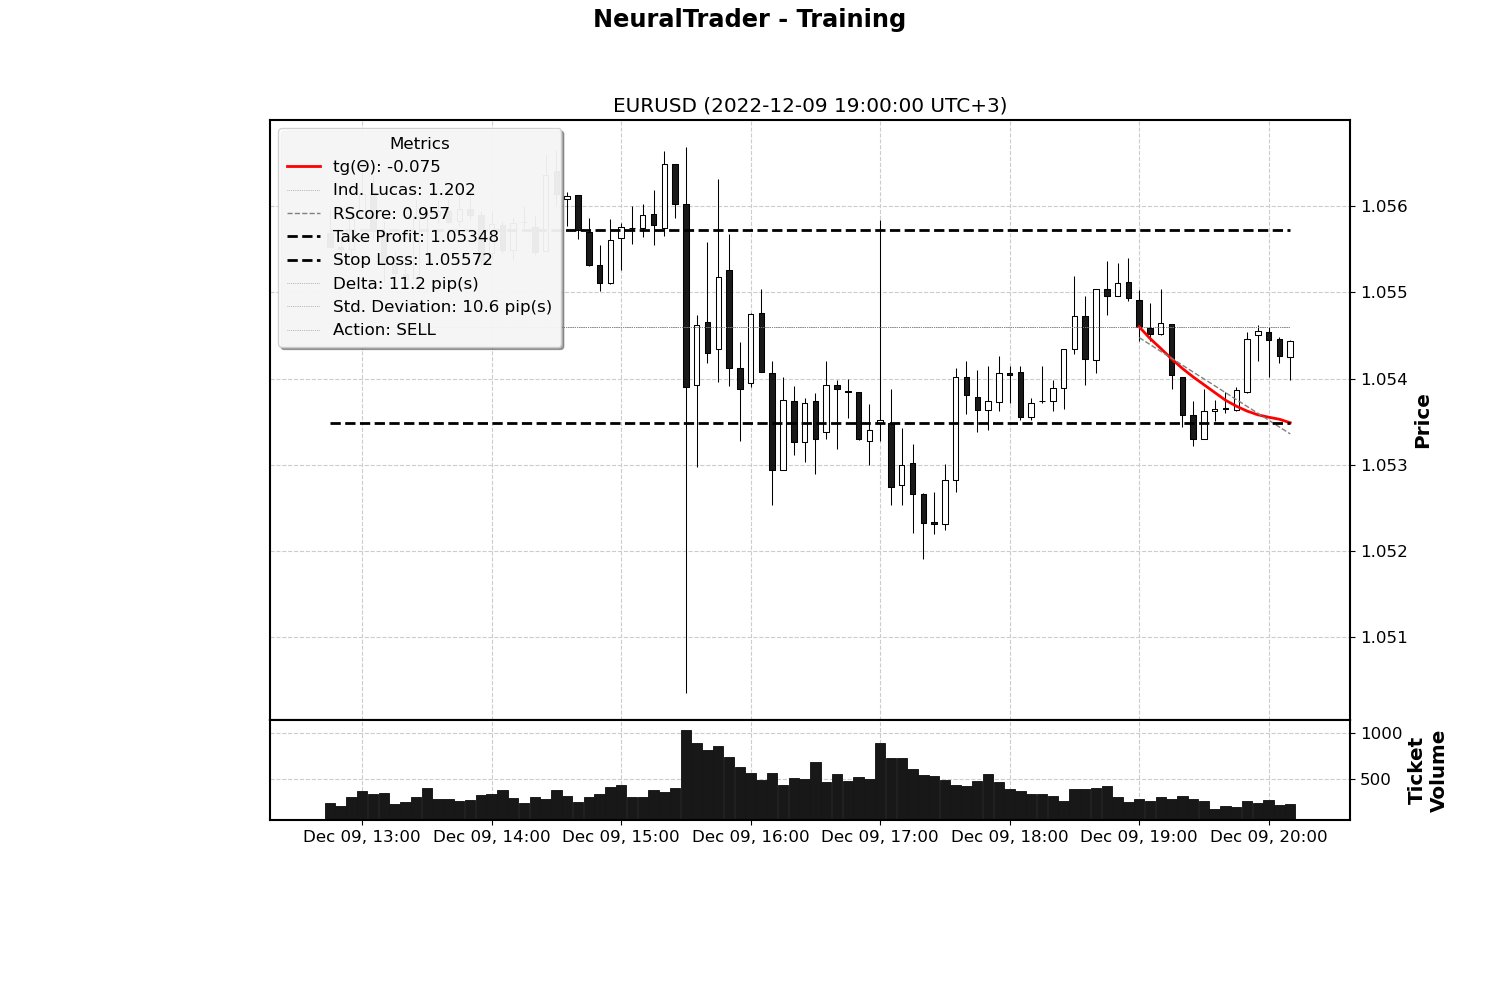 NeuralTrader - Training
EURUSD (2022-12-09 19:00:00 UTC+3)
Metrics
tg(Θ): -0.075
Ind. Lucas: 1.202
RScore: 0.957
Take Profit: 1.05348
Stop Loss: 1.05572
Delta: 11.2 pip(s)
Std. Deviation: 10.6 pip(s)
Action: SELL
1.056
1.055
1.054
1.053
1.052
1.051
Price
1000
500
Ticket
Volume
Dec 09, 13:00 Dec 09, 14:00 Dec 09, 15:00 Dec 09, 16:00 Dec 09, 17:00 Dec 09, 18:00 Dec 09, 19:00 Dec 09, 20:00